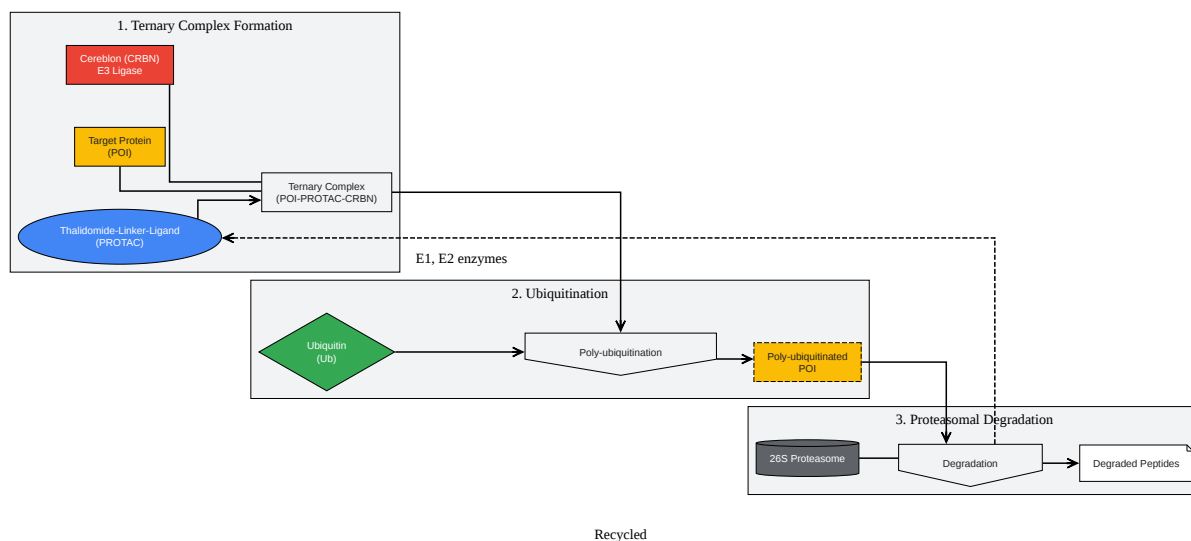 1. Ternary Complex Formation
Cereblon (CRBN)
E3 Ligase
Target Protein
(POI)
Ternary Complex
(POI-PROTAC-CRBN)
Thalidomide-Linker-Ligand
(PROTAC)
E1, E2 enzymes
2. Ubiquitination
Ubiquitin
(Ub)
Poly-ubiquitination
Poly-ubiquitinated
POI
3. Proteasomal Degradation
26S Proteasome
Degradation
Degraded Peptides
Recycled